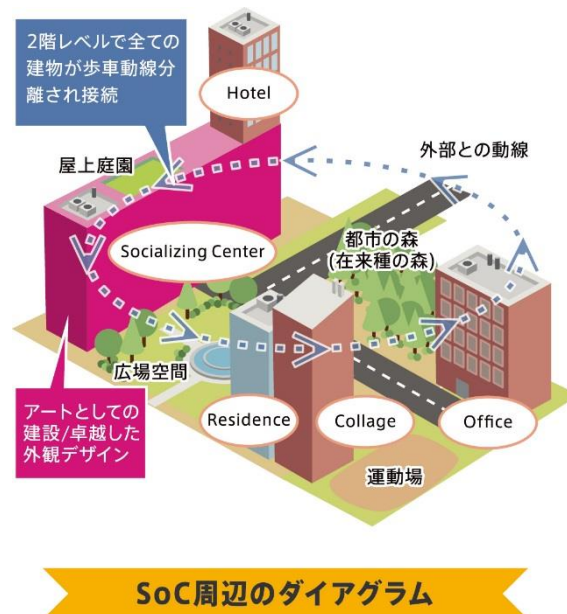 2階レベルで全ての
建物が歩車動線分
離され接続
Hotel
屋上庭園
外部との動線
Socializing Center
都市の森
(在来種の森)
広場空間
Residence
Collage
Office
アートとしての
建設/卓越した
外観デザイン
運動場
SoC周辺のダイアグラム